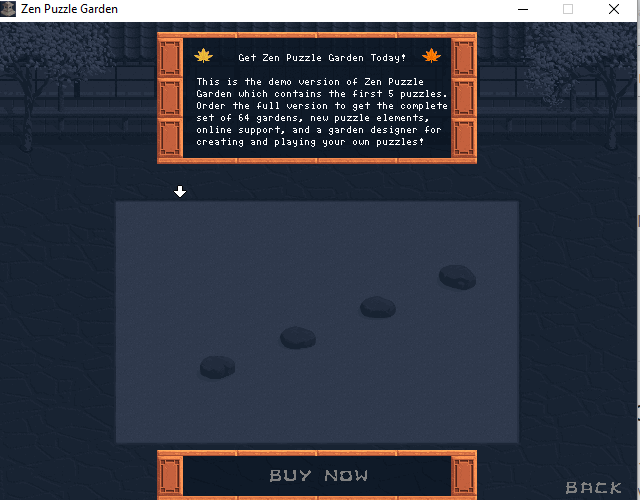 Zen Puzzle Garden
Get Zen Puzzle Garden Today!
This is the demo version of Zen Puzzle
Garden which contains the first 5 puzzles.
Order the full version to get the complete
set of 64 gardens, new puzzle elements,
online support, and a garden designer for
creating and playing your own puzzles!
BUY NOW
BACK